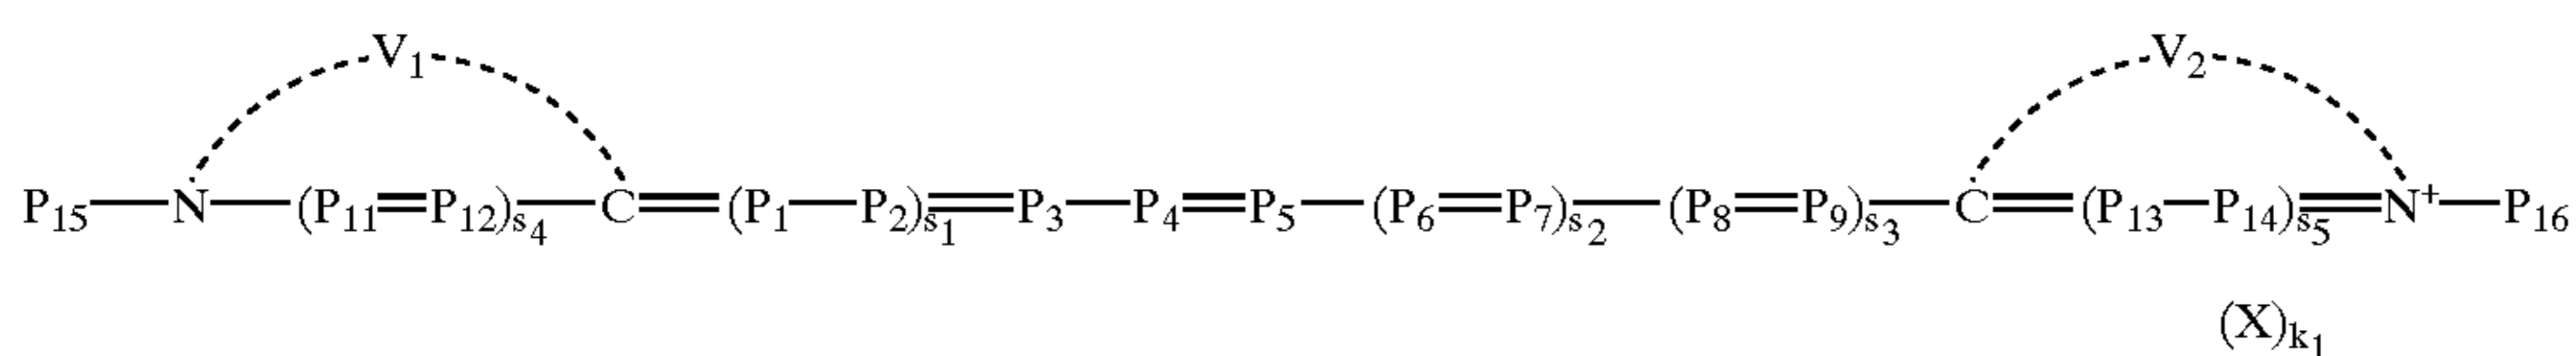 V₁ V₂
P₁₅—N—(P₁₁=P₁₂)s₄—C=(P₁—P₂)s₁=P₃—P₄=P₅—(P₆=P₇)s₂—(P₈=P₉)s₃—C=(P₁₃—P₁₄)s₅=N⁺—P₁₆
(X)k₁